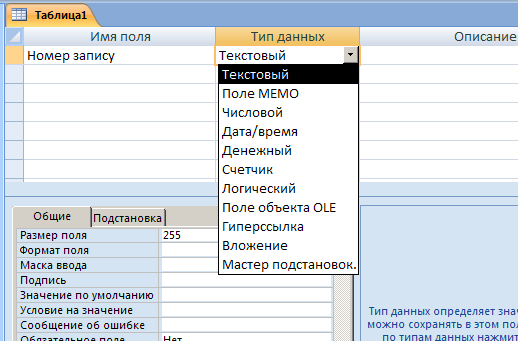 Таблица1
Имя поля Тип данных Описание
Номер запису Текстовый
Текстовый
Поле МЕМО
Числовой
Дата/время
Денежный
Счетчик
Логический
Поле объекта OLE
Гиперссылка
Вложение
Мастер подстановок.
Общие Подстановка
Размер поля 255
Формат поля
Маска ввода
Подпись
Значение по умолчанию
Условие на значение
Сообщение об ошибке
Обязательное поле Нет
Тип данных определяет знач
можно сохранять в этом пол
по типам данных нажмит